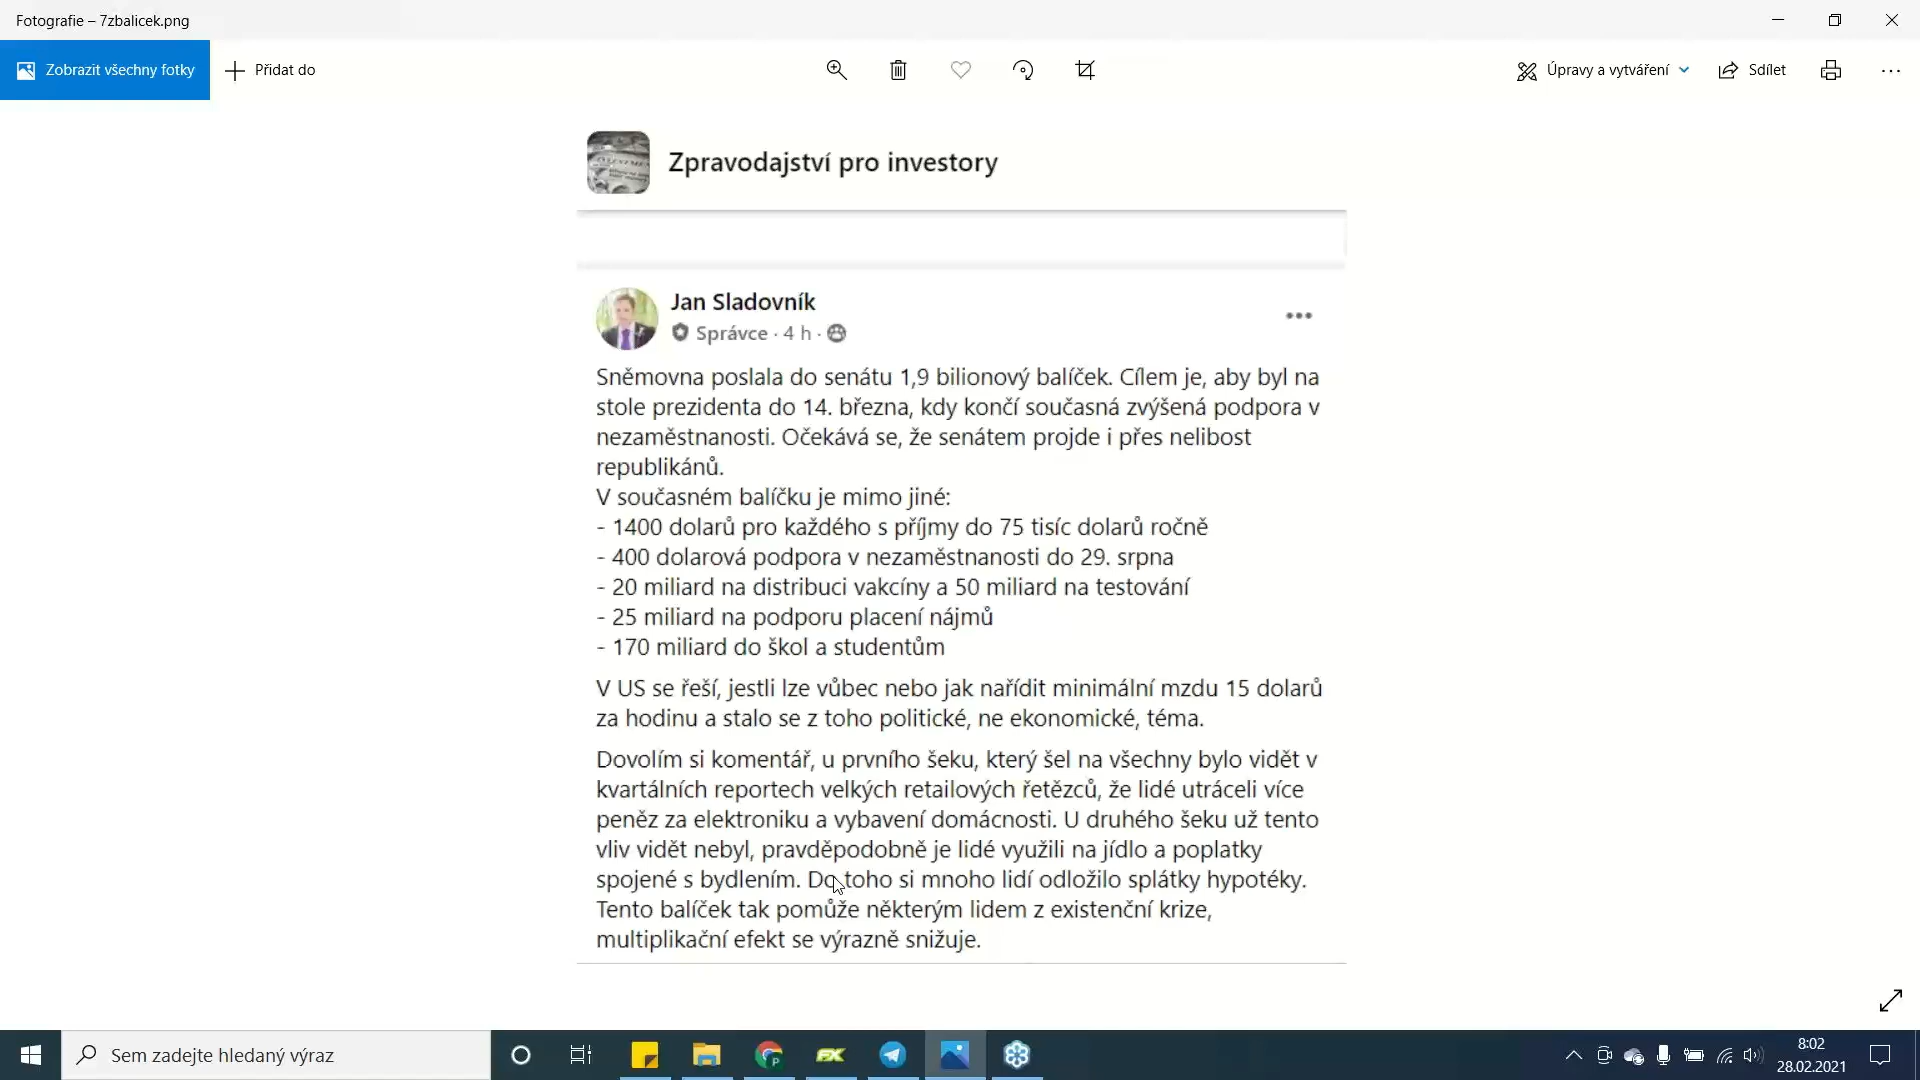 Fotografie – 7zbalicek.png
Zobrazit všechny fotky
Přidat do
Úpravy a vytváření
Sdílet
Zpravodajství pro investory
Jan Sladovník
Správce · 4 h ·
Sněmovna poslala do senátu 1,9 bilionový balíček. Cílem je, aby byl na
stole prezidenta do 14. března, kdy končí současná zvýšená podpora v
nezaměstnanosti. Očekává se, že senátem projde i přes nelibost
republikánů.
V současném balíčku je mimo jiné:
- 1400 dolarů pro každého s příjmy do 75 tisíc dolarů ročně
- 400 dolarová podpora v nezaměstnanosti do 29. srpna
- 20 miliard na distribuci vakcíny a 50 miliard na testování
- 25 miliard na podporu placení nájmů
- 170 miliard do škol a studentům
V US se řeší, jestli lze vůbec nebo jak nařídit minimální mzdu 15 dolarů
za hodinu a stalo se z toho politické, ne ekonomické, téma.
Dovolím si komentář, u prvního šeku, který šel na všechny bylo vidět v
kvartálních reportech velkých retailových řetězců, že lidé utráceli více
peněz za elektroniku a vybavení domácnosti. U druhého šeku už tento
vliv vidět nebyl, pravděpodobně je lidé využili na jídlo a poplatky
spojené s bydlením. Do toho si mnoho lidí odložilo splátky hypotéky.
Tento balíček tak pomůže některým lidem z existenční krize,
multiplikační efekt se výrazně snižuje.
Sem zadejte hledaný výraz
FX
8:02
28.02.2021